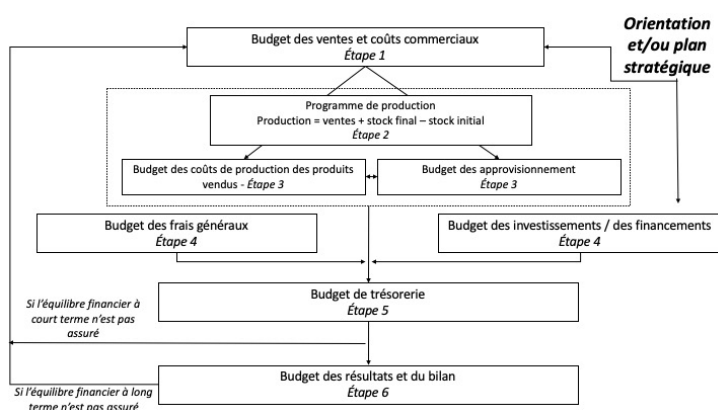 Orientation
et/ou plan
stratégique
Budget des ventes et coûts commerciaux
Étape 1
Programme de production
Production = ventes + stock final – stock initial
Étape 2
Budget des coûts de production des produits
vendus - Étape 3
Budget des approvisionnement
Étape 3
Budget des frais généraux
Étape 4
Budget des investissements / des financements
Étape 4
Budget de trésorerie
Étape 5
Si l'équilibre financier à
court terme n'est pas
assuré
Budget des résultats et du bilan
Étape 6
Si l'équilibre financier à long
terme n'est pas assuré